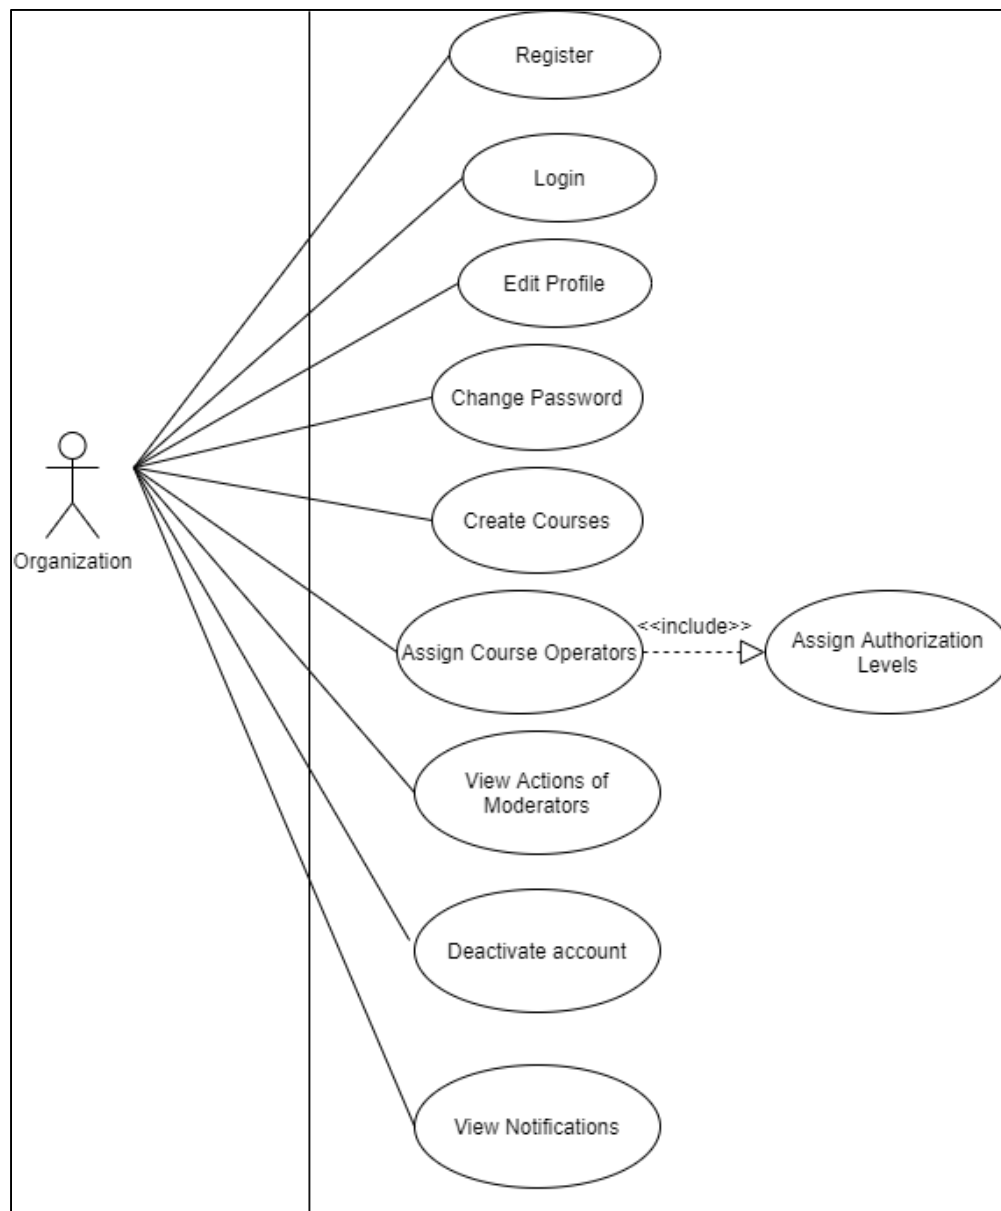 Register
Login
Edit Profile
Change Password
Create Courses
Organization
<<include>>
Assign Course Operators
Assign Authorization
Levels
View Actions of
Moderators
Deactivate account
View Notifications